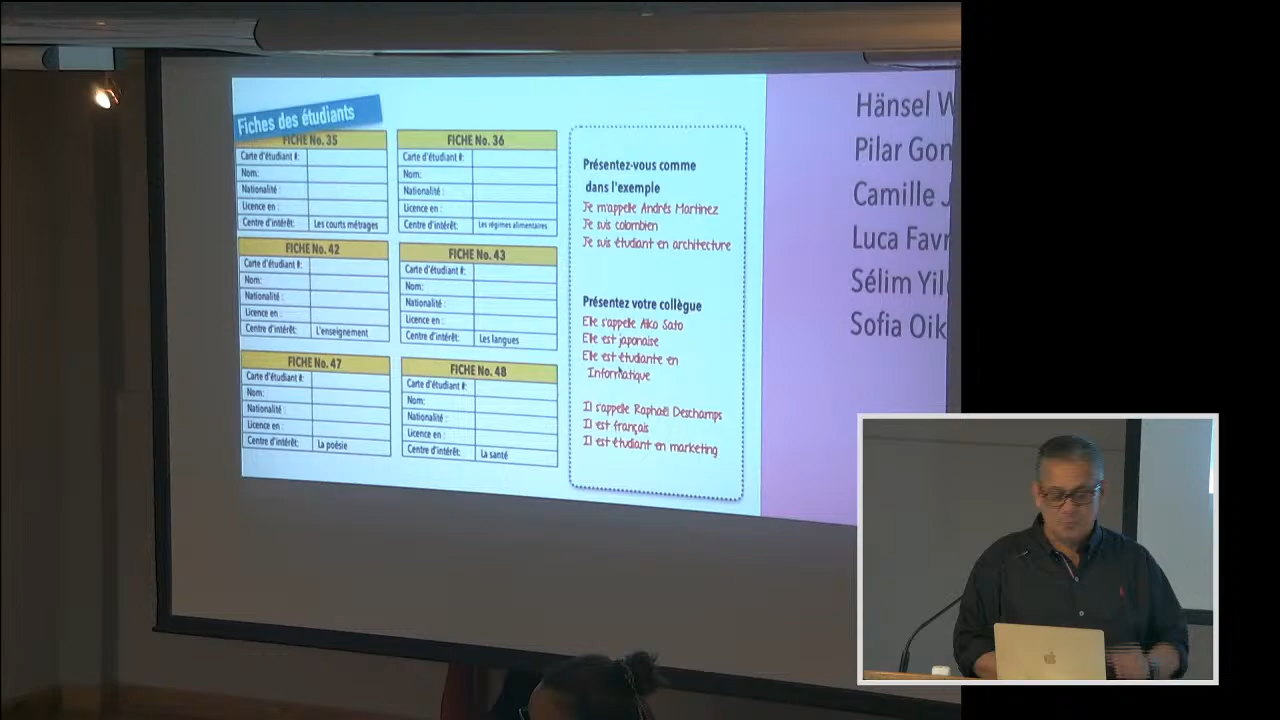 Fiches des étudiants
FICHE No. 35
Carte d'étudiant #:
Nom:
Nationalité :
Licence en :
Centre d'intérêt: Les courts métrages
FICHE No. 36
Carte d'étudiant #:
Nom:
Nationalité :
Licence en :
Centre d'intérêt: Les régimes alimentaires
FICHE No. 42
Carte d'étudiant #:
Nom:
Nationalité :
Licence en :
Centre d'intérêt: L'enseignement
FICHE No. 43
Carte d'étudiant #:
Nom:
Nationalité :
Licence en :
Centre d'intérêt: Les langues
FICHE No. 47
Carte d'étudiant #:
Nom:
Nationalité :
Licence en :
Centre d'intérêt: La poésie
FICHE No. 48
Carte d'étudiant #:
Nom:
Nationalité :
Licence en :
Centre d'intérêt: La santé
Présentez-vous comme
dans l'exemple
Je m'appelle Andrés Martinez
Je suis colombien
Je suis étudiant en architecture
Présentez votre collègue
Elle s'appelle Aiko Sato
Elle est japonaise
Elle est étudiante en
Informatique
Il s'appelle Raphaël Deschamps
Il est français
Il est étudiant en marketing
Hänsel W
Pilar Gon
Camille J
Luca Favr
Sélim Yil
Sofia Oik